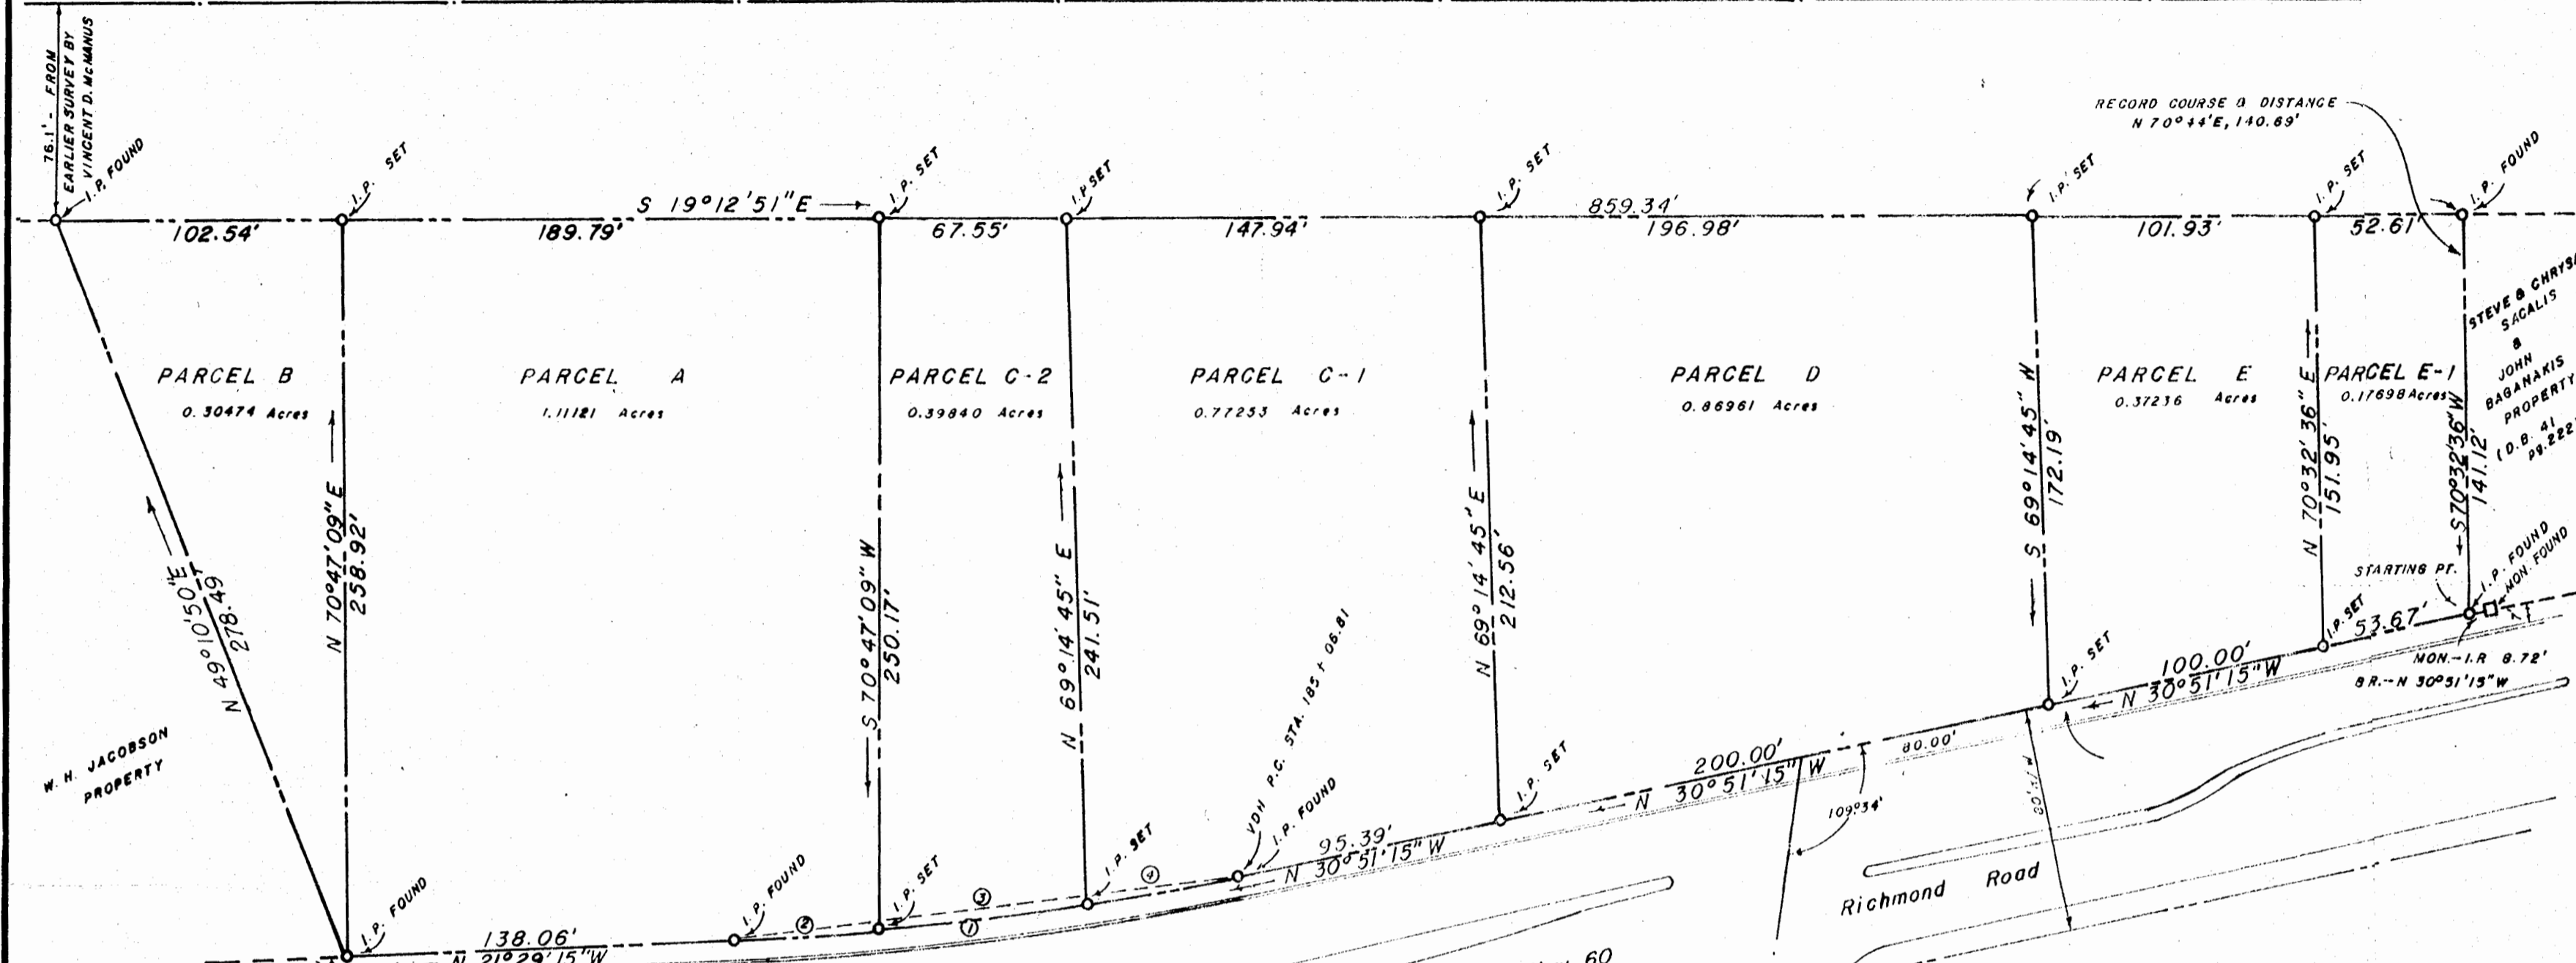 76.1' - FROM
EARLIER SURVEY BY
VINCENT D. McMANUS
I.P. FOUND
I.P. SET
S 19°12'51"E
I.P. SET
I.P. SET
I.P. SET
859.34'
I.P. SET
RECORD COURSE & DISTANCE
N 70°44'E, 140.69'
I.P. SET
I.P. FOUND
102.54'
189.79'
67.55'
147.94'
196.98'
101.93'
52.61'
PARCEL B
0.30474 Acres
PARCEL A
1.11121 Acres
PARCEL C-2
0.39840 Acres
PARCEL C-1
0.77253 Acres
PARCEL D
0.86961 Acres
PARCEL E
0.37236 Acres
PARCEL E-1
0.17698 Acres
STEVE & CHRYSA
SACALIS
&
JOHN
BAGANAKIS
PROPERTY
(D.B. 41
pg.222
N 49°10'50"E
278.49'
N 70°47'09"E
258.92'
S 70°47'09" W
250.17'
N 69°14'45" E
241.51'
N 69°14'45" E
212.56'
S 69°14'45" W
172.19'
N 70°32'36" E
151.95'
S70°32'36"W
141.12'
W. H. JACOBSON
PROPERTY
STARTING PT.
I.P. FOUND
MON. FOUND
I.P. SET
53.67'
MON.-I.P. 8.72'
BR.-N 30°51'15"W
I.P. SET
100.00'
N 30°51'15"W
VDH P.C. STA. 185 + 06.81
I.P. FOUND
I.P. SET
200.00'
N 30°51'15" W
80.00'
109°34'
80' R/W
95.39'
N 30°51'15" W
I.P. SET
④
③
①
②
I.P. SET
I.P. FOUND
I.P. FOUND
138.06'
N 21°29'15"W
Richmond Road
60